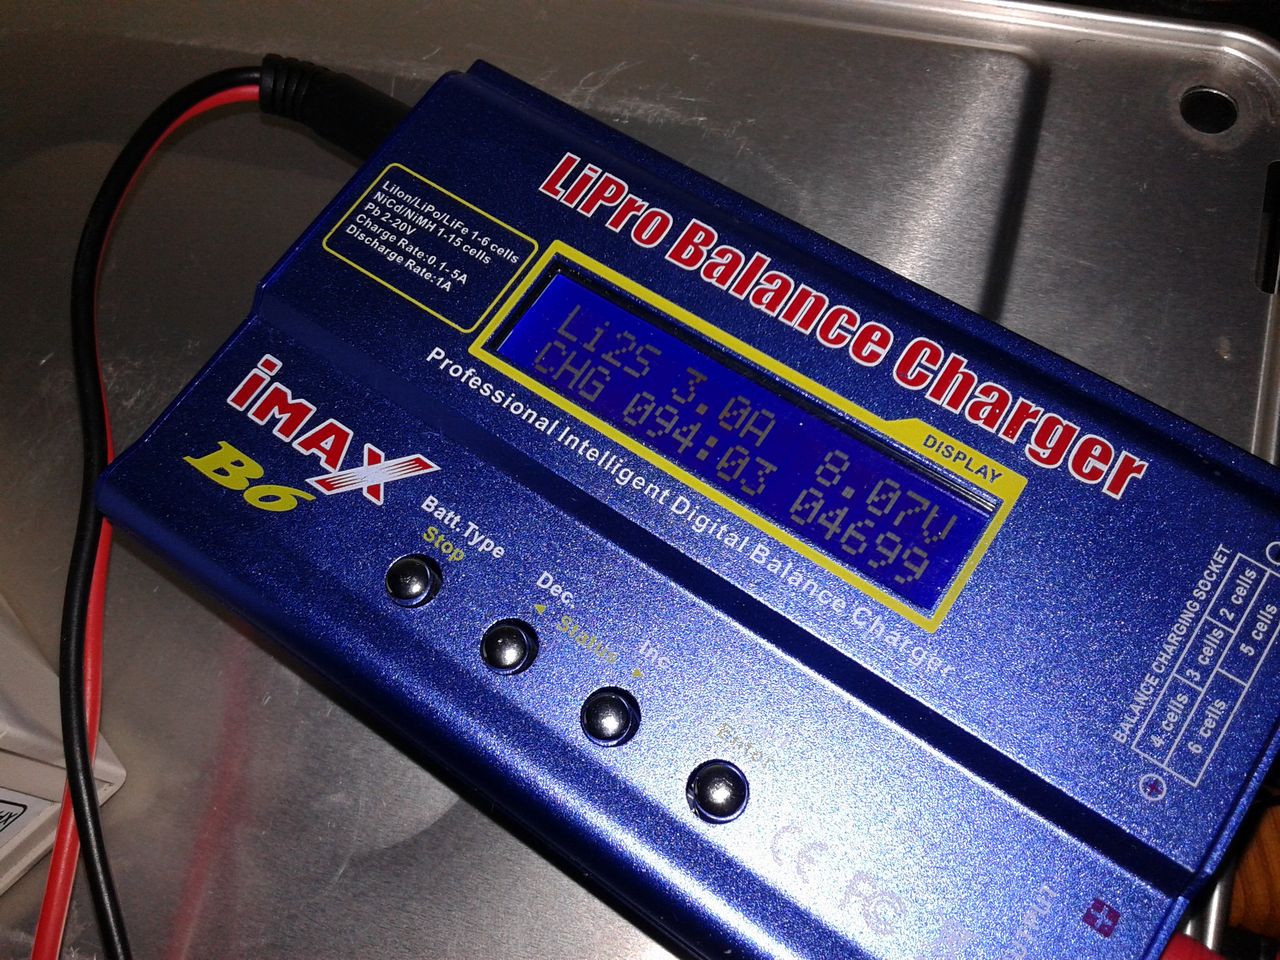 LiPro Balance Charger
LiIon/LiPo/LiFe 1-6 cells
NiCd/NiMH 1-15 cells
Pb 2-20V
Charge Rate:0.1-5A
Discharge Rate:1A
Li2S 3.0A 8.07V
CHG 094:03 04699
DISPLAY
Professional Intelligent Digital Balance Charger
iMAX
B6
Batt.Type
Stop
Dec.
Inc.
◄ Status ►
Enter
BALANCE CHARGING SOCKET
2 cells
3 cells
4 cells
5 cells
6 cells
CE
FC